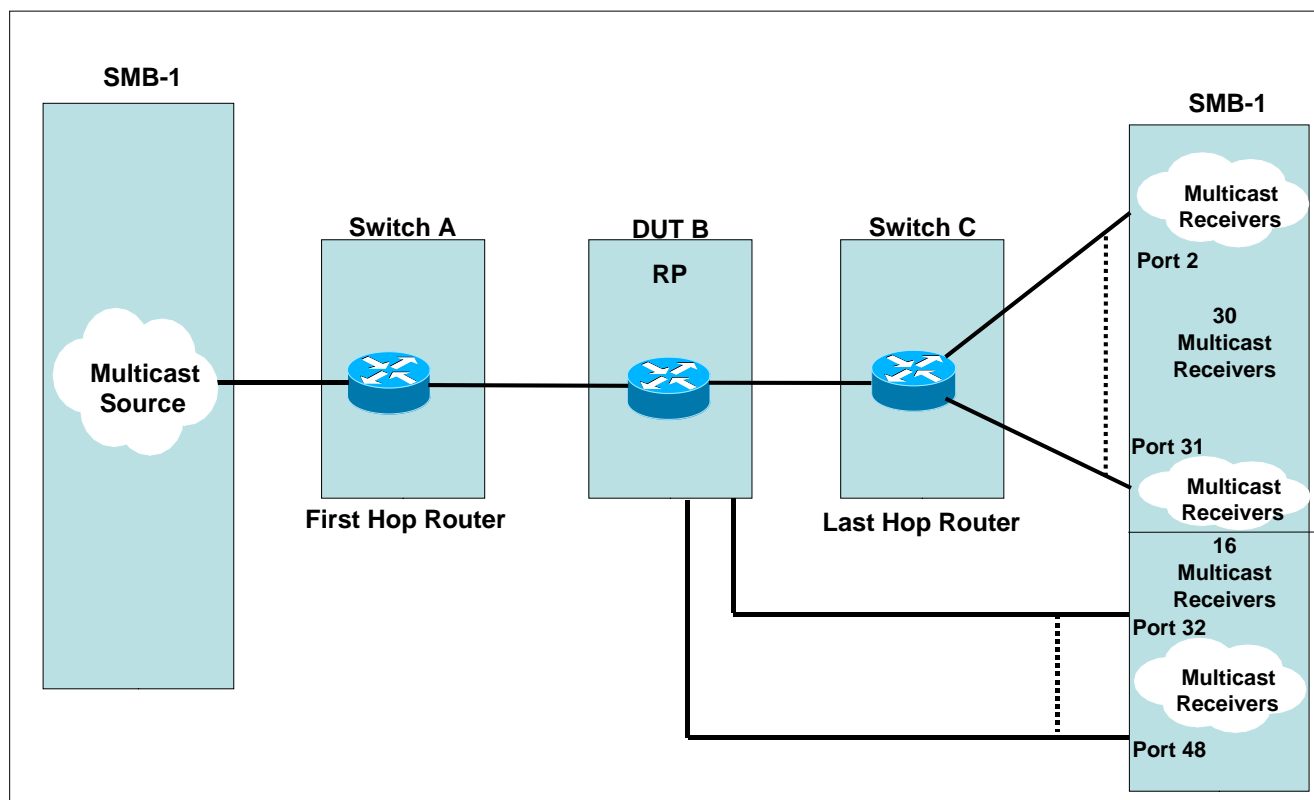 SMB-1
SMB-1
Multicast
Receivers
Switch A
DUT B
Switch C
RP
Port 2
30
Multicast
Receivers
Multicast
Source
Port 31
Multicast
Receivers
First Hop Router
Last Hop Router
16
Multicast
Receivers
Port 32
Multicast
Receivers
Port 48